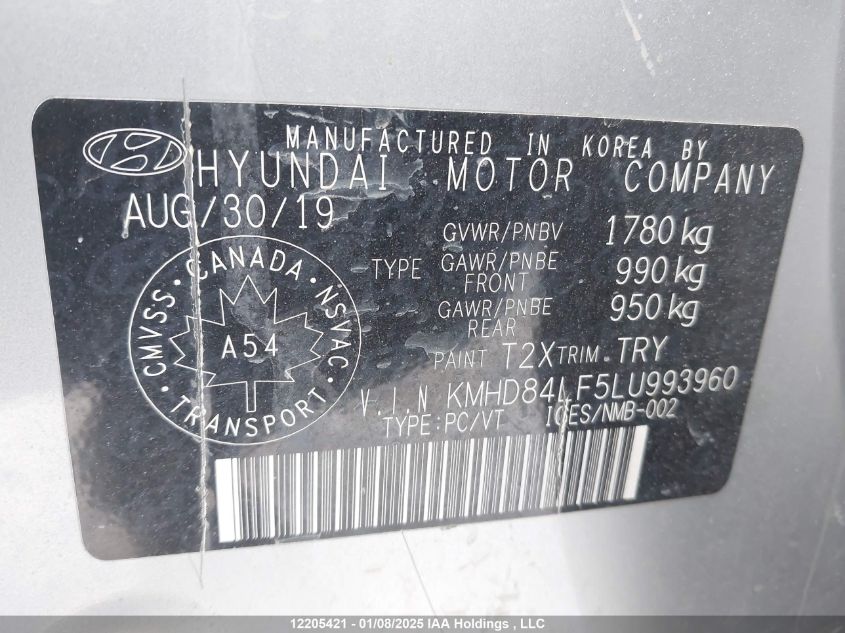 MANUFACTURED IN KOREA BY
HYUNDAI MOTOR COMPANY
AUG/30/19
GVWR/PNBV 1780 kg
TYPE GAWR/PNBE FRONT 990 kg
GAWR/PNBE REAR 950 kg
PAINT T2X TRIM. TRY
V.I.N KMHD84LF5LU993960
TYPE:PC/VT ICES/NMB-002
CMVSS. CANADA. NSVAC
A54
• TRANSPORT •
12205421 - 01/08/2025 IAA Holdings , LLC